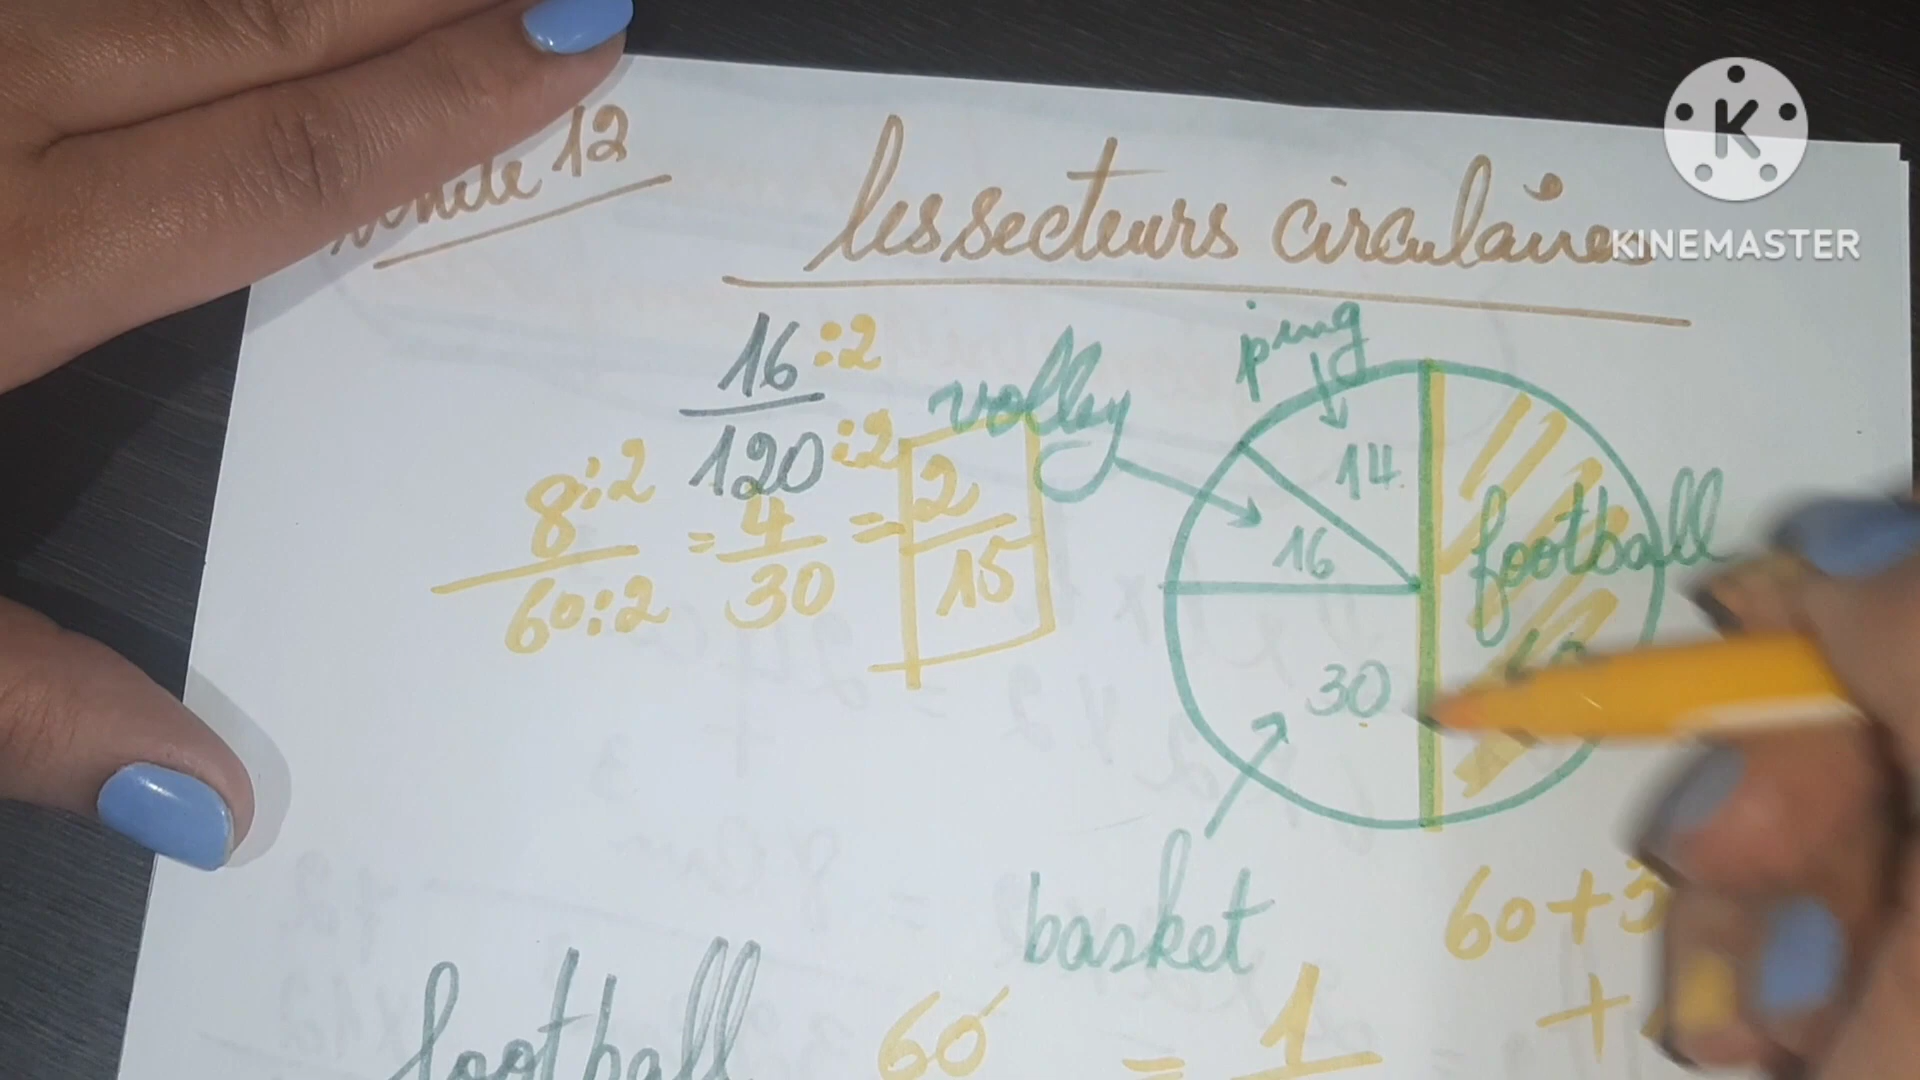 12
les secteurs circulaires
K
KINEMASTER
ping
16 :2
120 :2
volley
14
8:2
60:2
= 4
30
= 2
15
16
football
30
basket
60+3
+
football 60 = 1